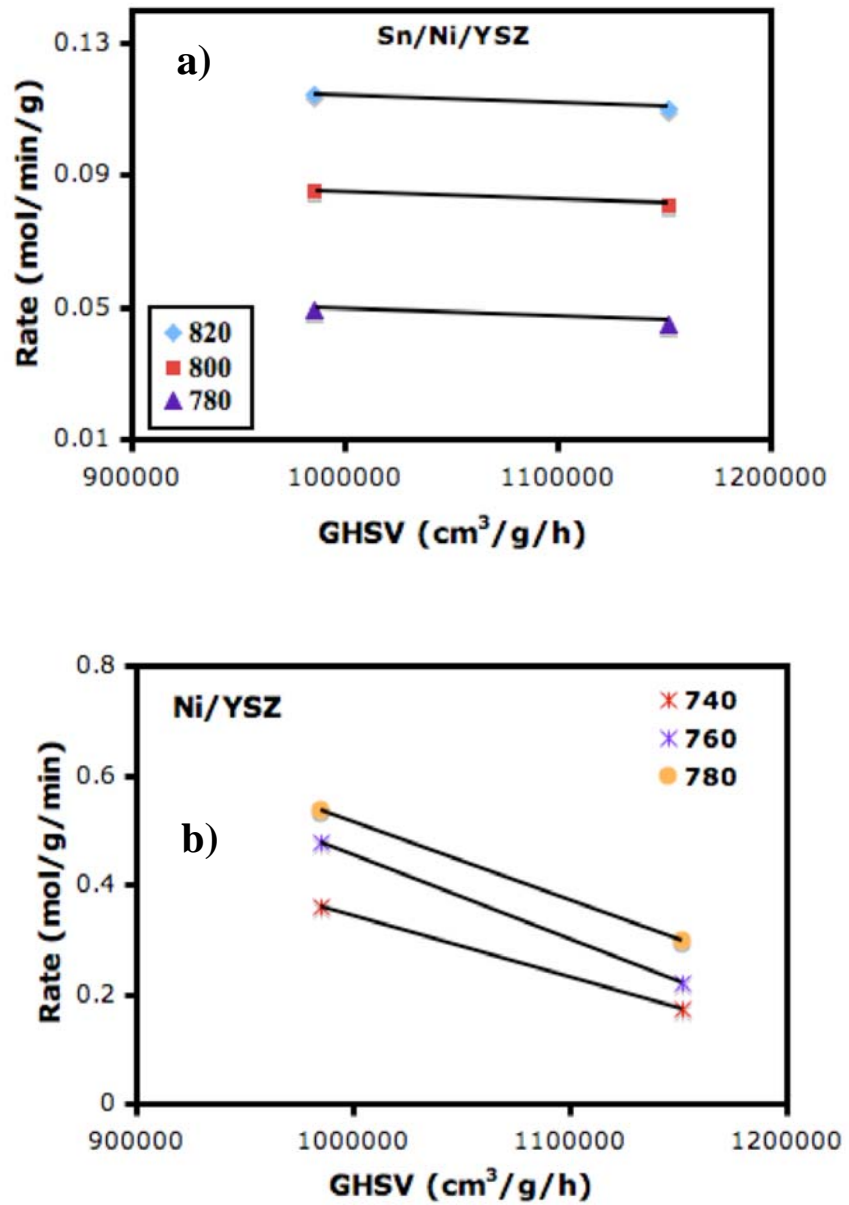 Sn/Ni/YSZ
a)
0.13
0.09
0.05
0.01
Rate (mol/min/g)
820
800
780
900000 1000000 1100000 1200000
GHSV (cm³/g/h)
Ni/YSZ
b)
740
760
780
0.8
0.6
0.4
0.2
0
Rate (mol/g/min)
900000 1000000 1100000 1200000
GHSV (cm³/g/h)